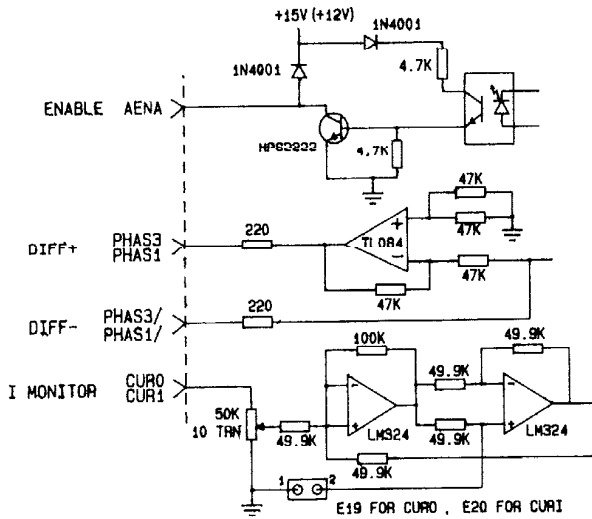 +15V(+12V)
1N4001
1N4001
4.7K
ENABLE AENA
MPS2222
4.7K
47K
220
PHAS3
PHAS1
DIFF+
+
TL084
-
47K
47K
47K
220
PHAS3/
PHAS1/
DIFF-
100K
49.9K
49.9K
I MONITOR
CUR0
CUR1
50K
10 TRN
49.9K
-
+
LM324
49.9K
-
+
LM324
49.9K
1
2
E19 FOR CUR0 , E20 FOR CUR1